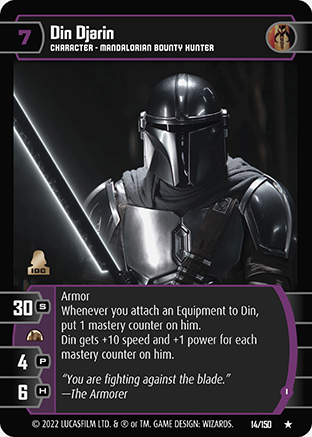 7
Din Djarin
CHARACTER - MANDALORIAN BOUNTY HUNTER
IDC
30 S
4 P
6 H
Armor
Whenever you attach an Equipment to Din,
put 1 mastery counter on him.
Din gets +10 speed and +1 power for each
mastery counter on him.
“You are fighting against the blade.”
—The Armorer
1
© 2022 LUCASFILM LTD. & ® or TM. GAME DESIGN: WIZARDS.
14/150